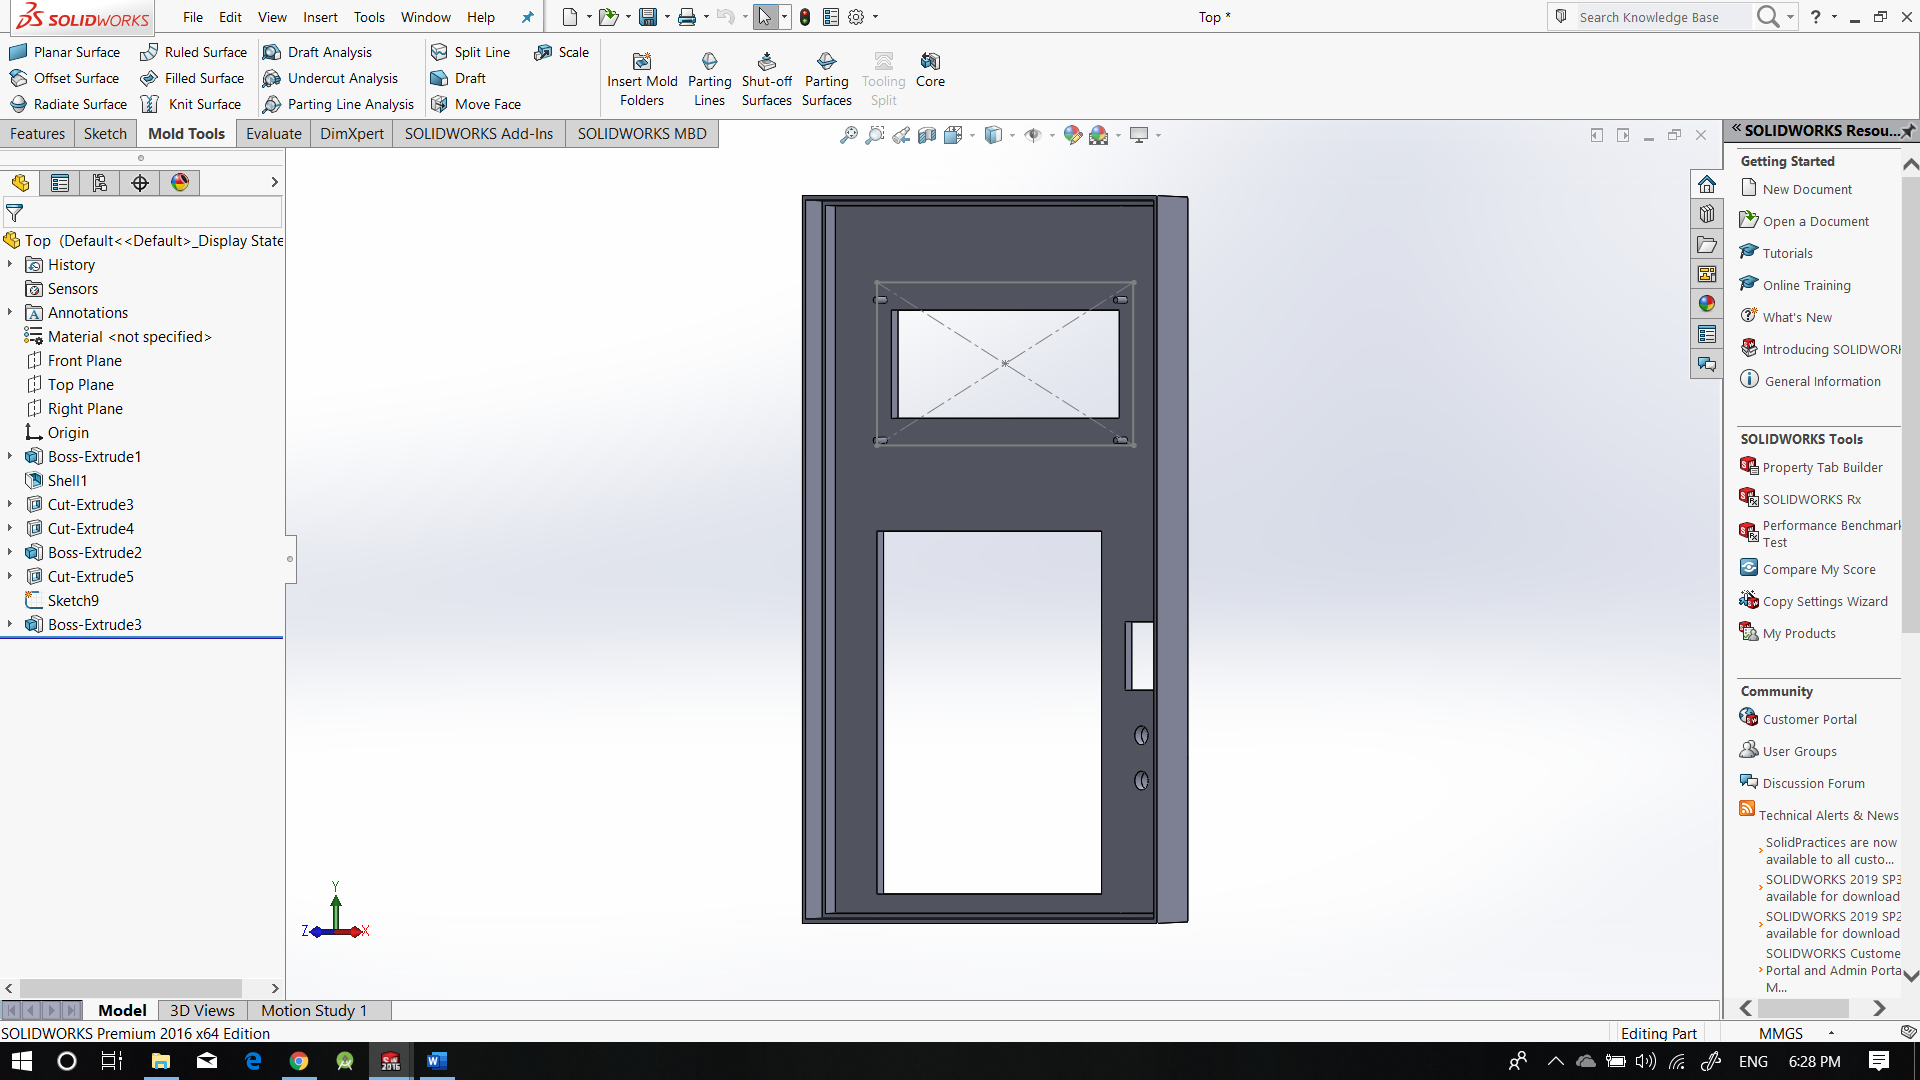 SOLIDWORKS
File Edit View Insert Tools Window Help
Top *
Search Knowledge Base
?
Planar Surface
Offset Surface
Radiate Surface
Ruled Surface
Filled Surface
Knit Surface
Draft Analysis
Undercut Analysis
Parting Line Analysis
Split Line
Draft
Move Face
Scale
Insert Mold
Folders
Parting
Lines
Shut-off
Surfaces
Parting
Surfaces
Tooling
Split
Core
Features Sketch Mold Tools Evaluate DimXpert SOLIDWORKS Add-Ins SOLIDWORKS MBD
Top (Default<<Default>_Display State
History
Sensors
Annotations
Material <not specified>
Front Plane
Top Plane
Right Plane
Origin
Boss-Extrude1
Shell1
Cut-Extrude3
Cut-Extrude4
Boss-Extrude2
Cut-Extrude5
Sketch9
Boss-Extrude3
Y
Z
X
SOLIDWORKS Resou...
Getting Started
New Document
Open a Document
Tutorials
Online Training
What's New
Introducing SOLIDWOR
General Information
SOLIDWORKS Tools
Property Tab Builder
SOLIDWORKS Rx
Performance Benchmark
Test
Compare My Score
Copy Settings Wizard
My Products
Community
Customer Portal
User Groups
Discussion Forum
Technical Alerts & News
SolidPractices are now
available to all custo...
SOLIDWORKS 2019 SP3
available for download
SOLIDWORKS 2019 SP2
available for download
SOLIDWORKS Custome
Portal and Admin Porta
M...
Model 3D Views Motion Study 1
SOLIDWORKS Premium 2016 x64 Edition
Editing Part
MMGS
ENG
6:28 PM